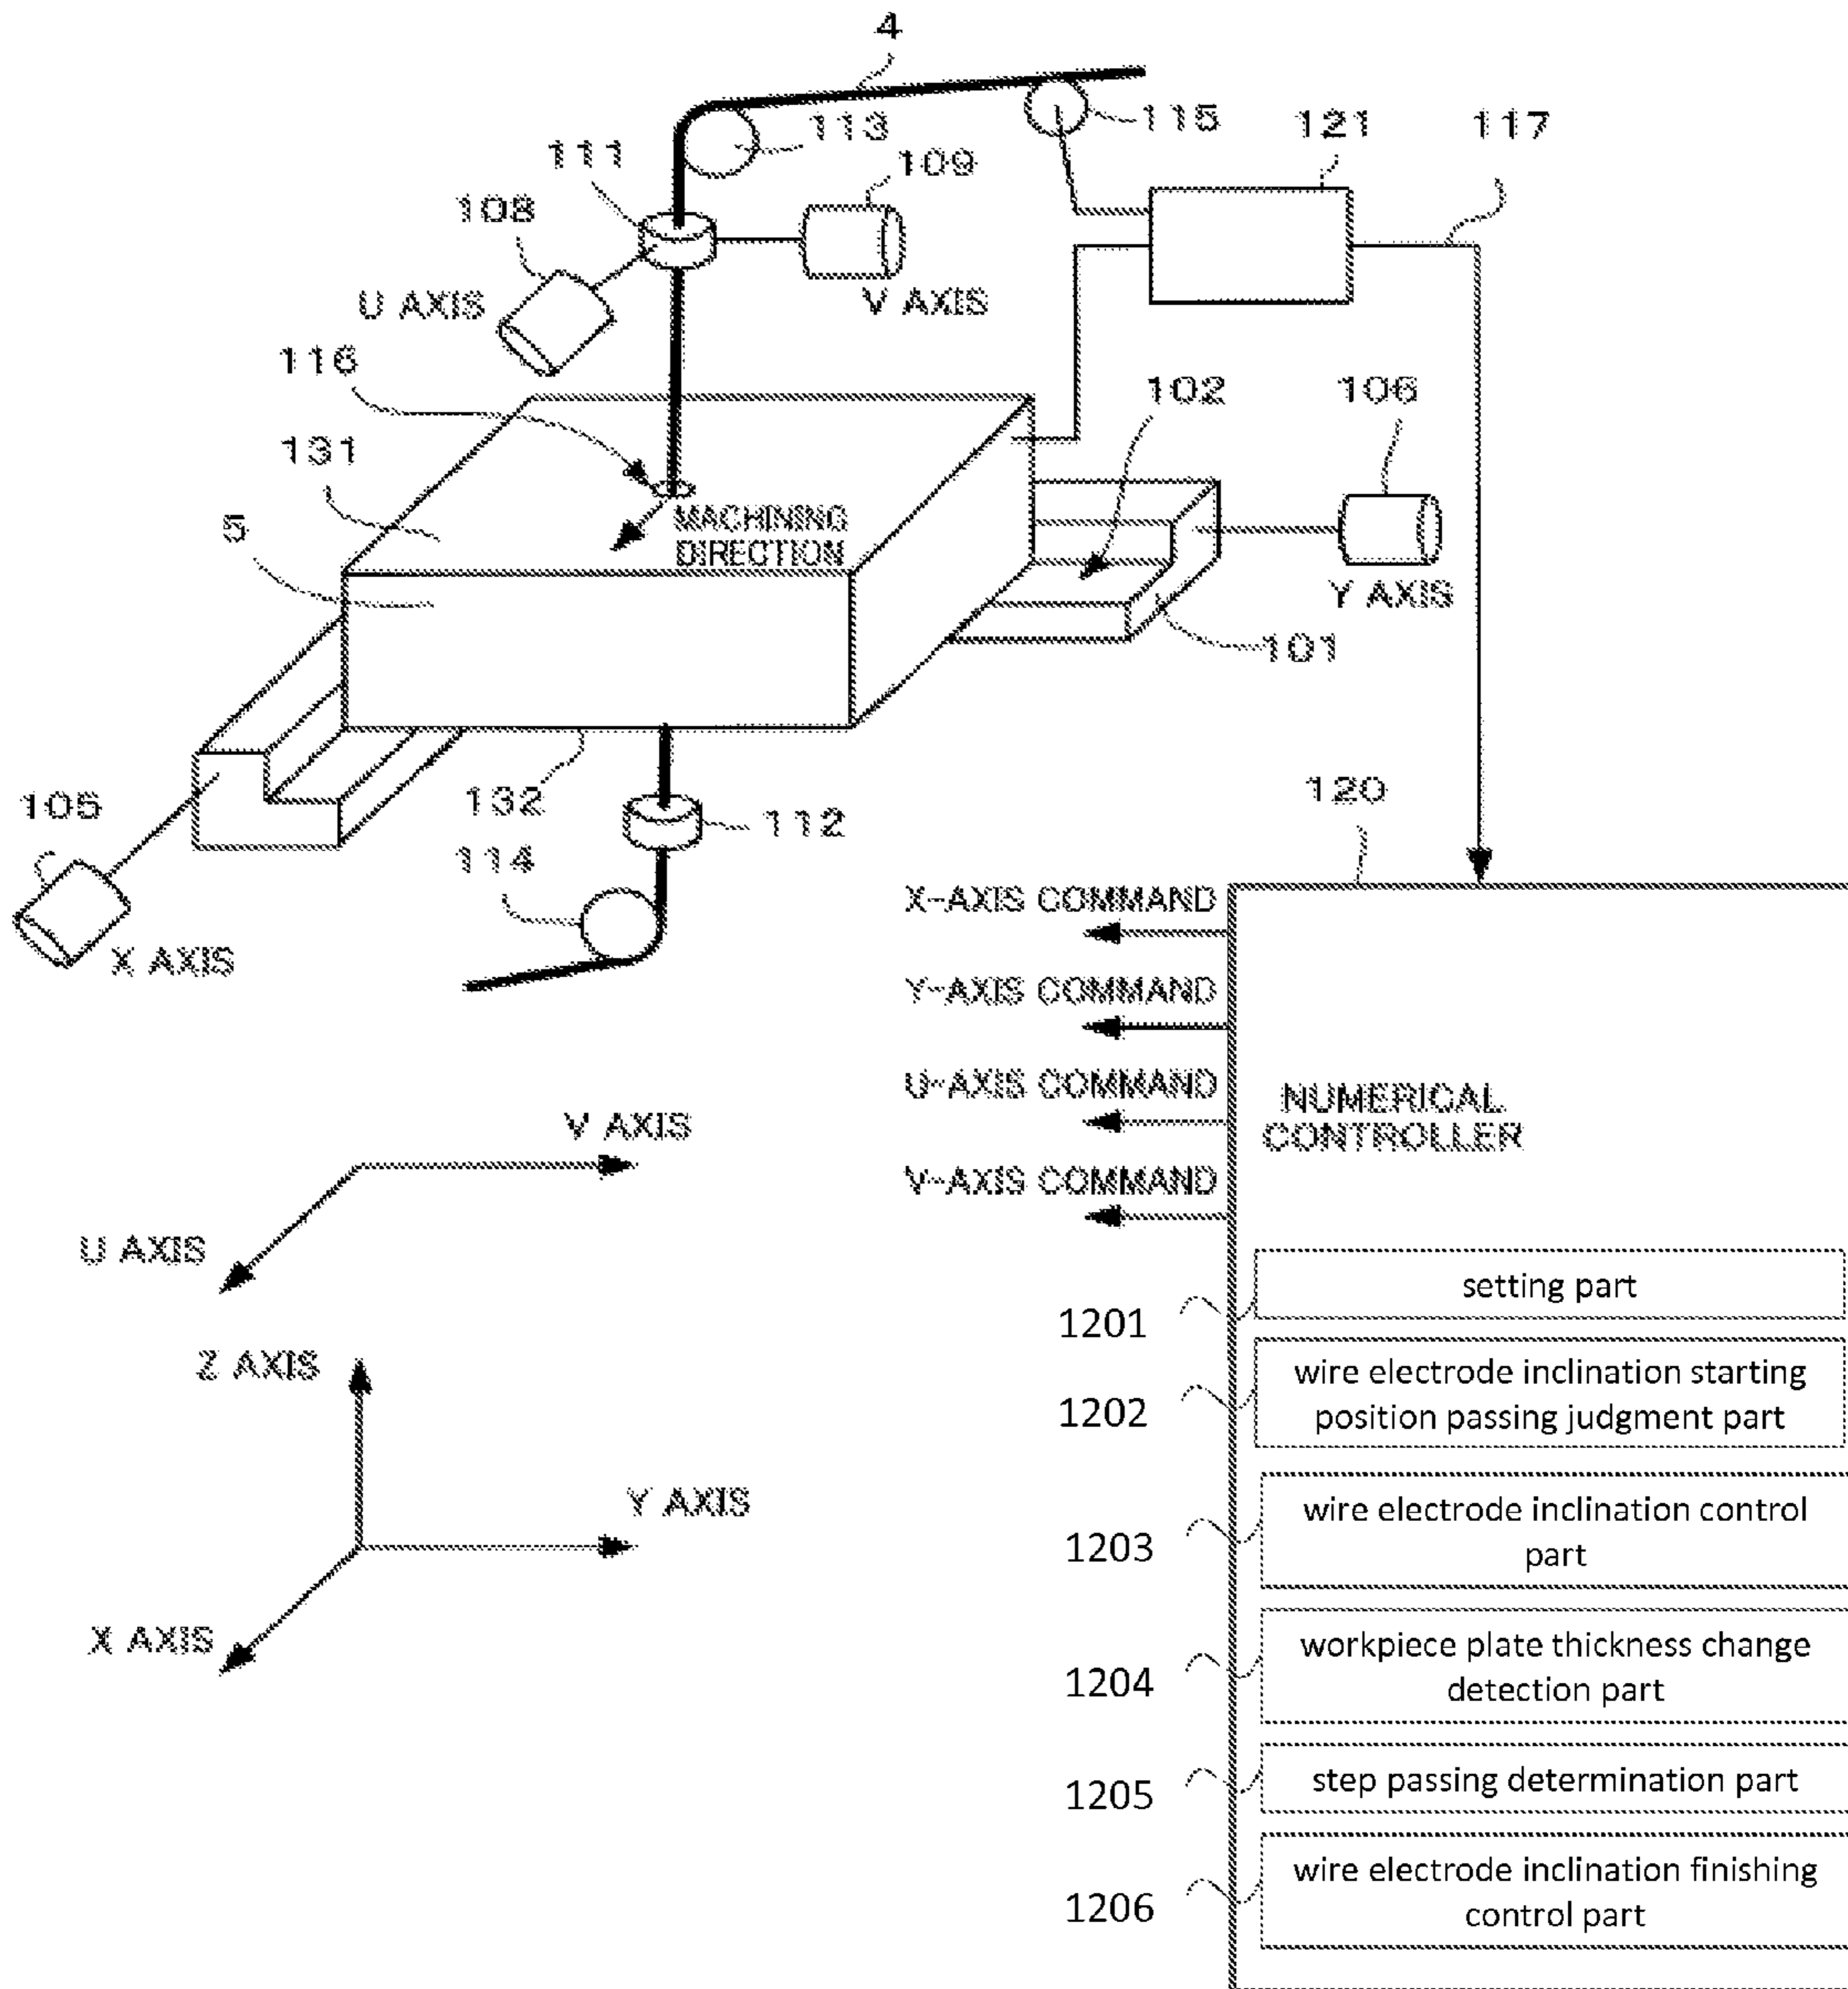 4
113
115
121
117
111
109
108
U AXIS
V AXIS
116
102
106
131
MACHINING
DIRECTION
5
Y AXIS
101
105
132
112
120
114
X AXIS
X-AXIS COMMAND
Y-AXIS COMMAND
U-AXIS COMMAND
V-AXIS COMMAND
NUMERICAL
CONTROLLER
V AXIS
U AXIS
Z AXIS
Y AXIS
X AXIS
1201
setting part
1202
wire electrode inclination starting
position passing judgment part
1203
wire electrode inclination control
part
1204
workpiece plate thickness change
detection part
1205
step passing determination part
1206
wire electrode inclination finishing
control part